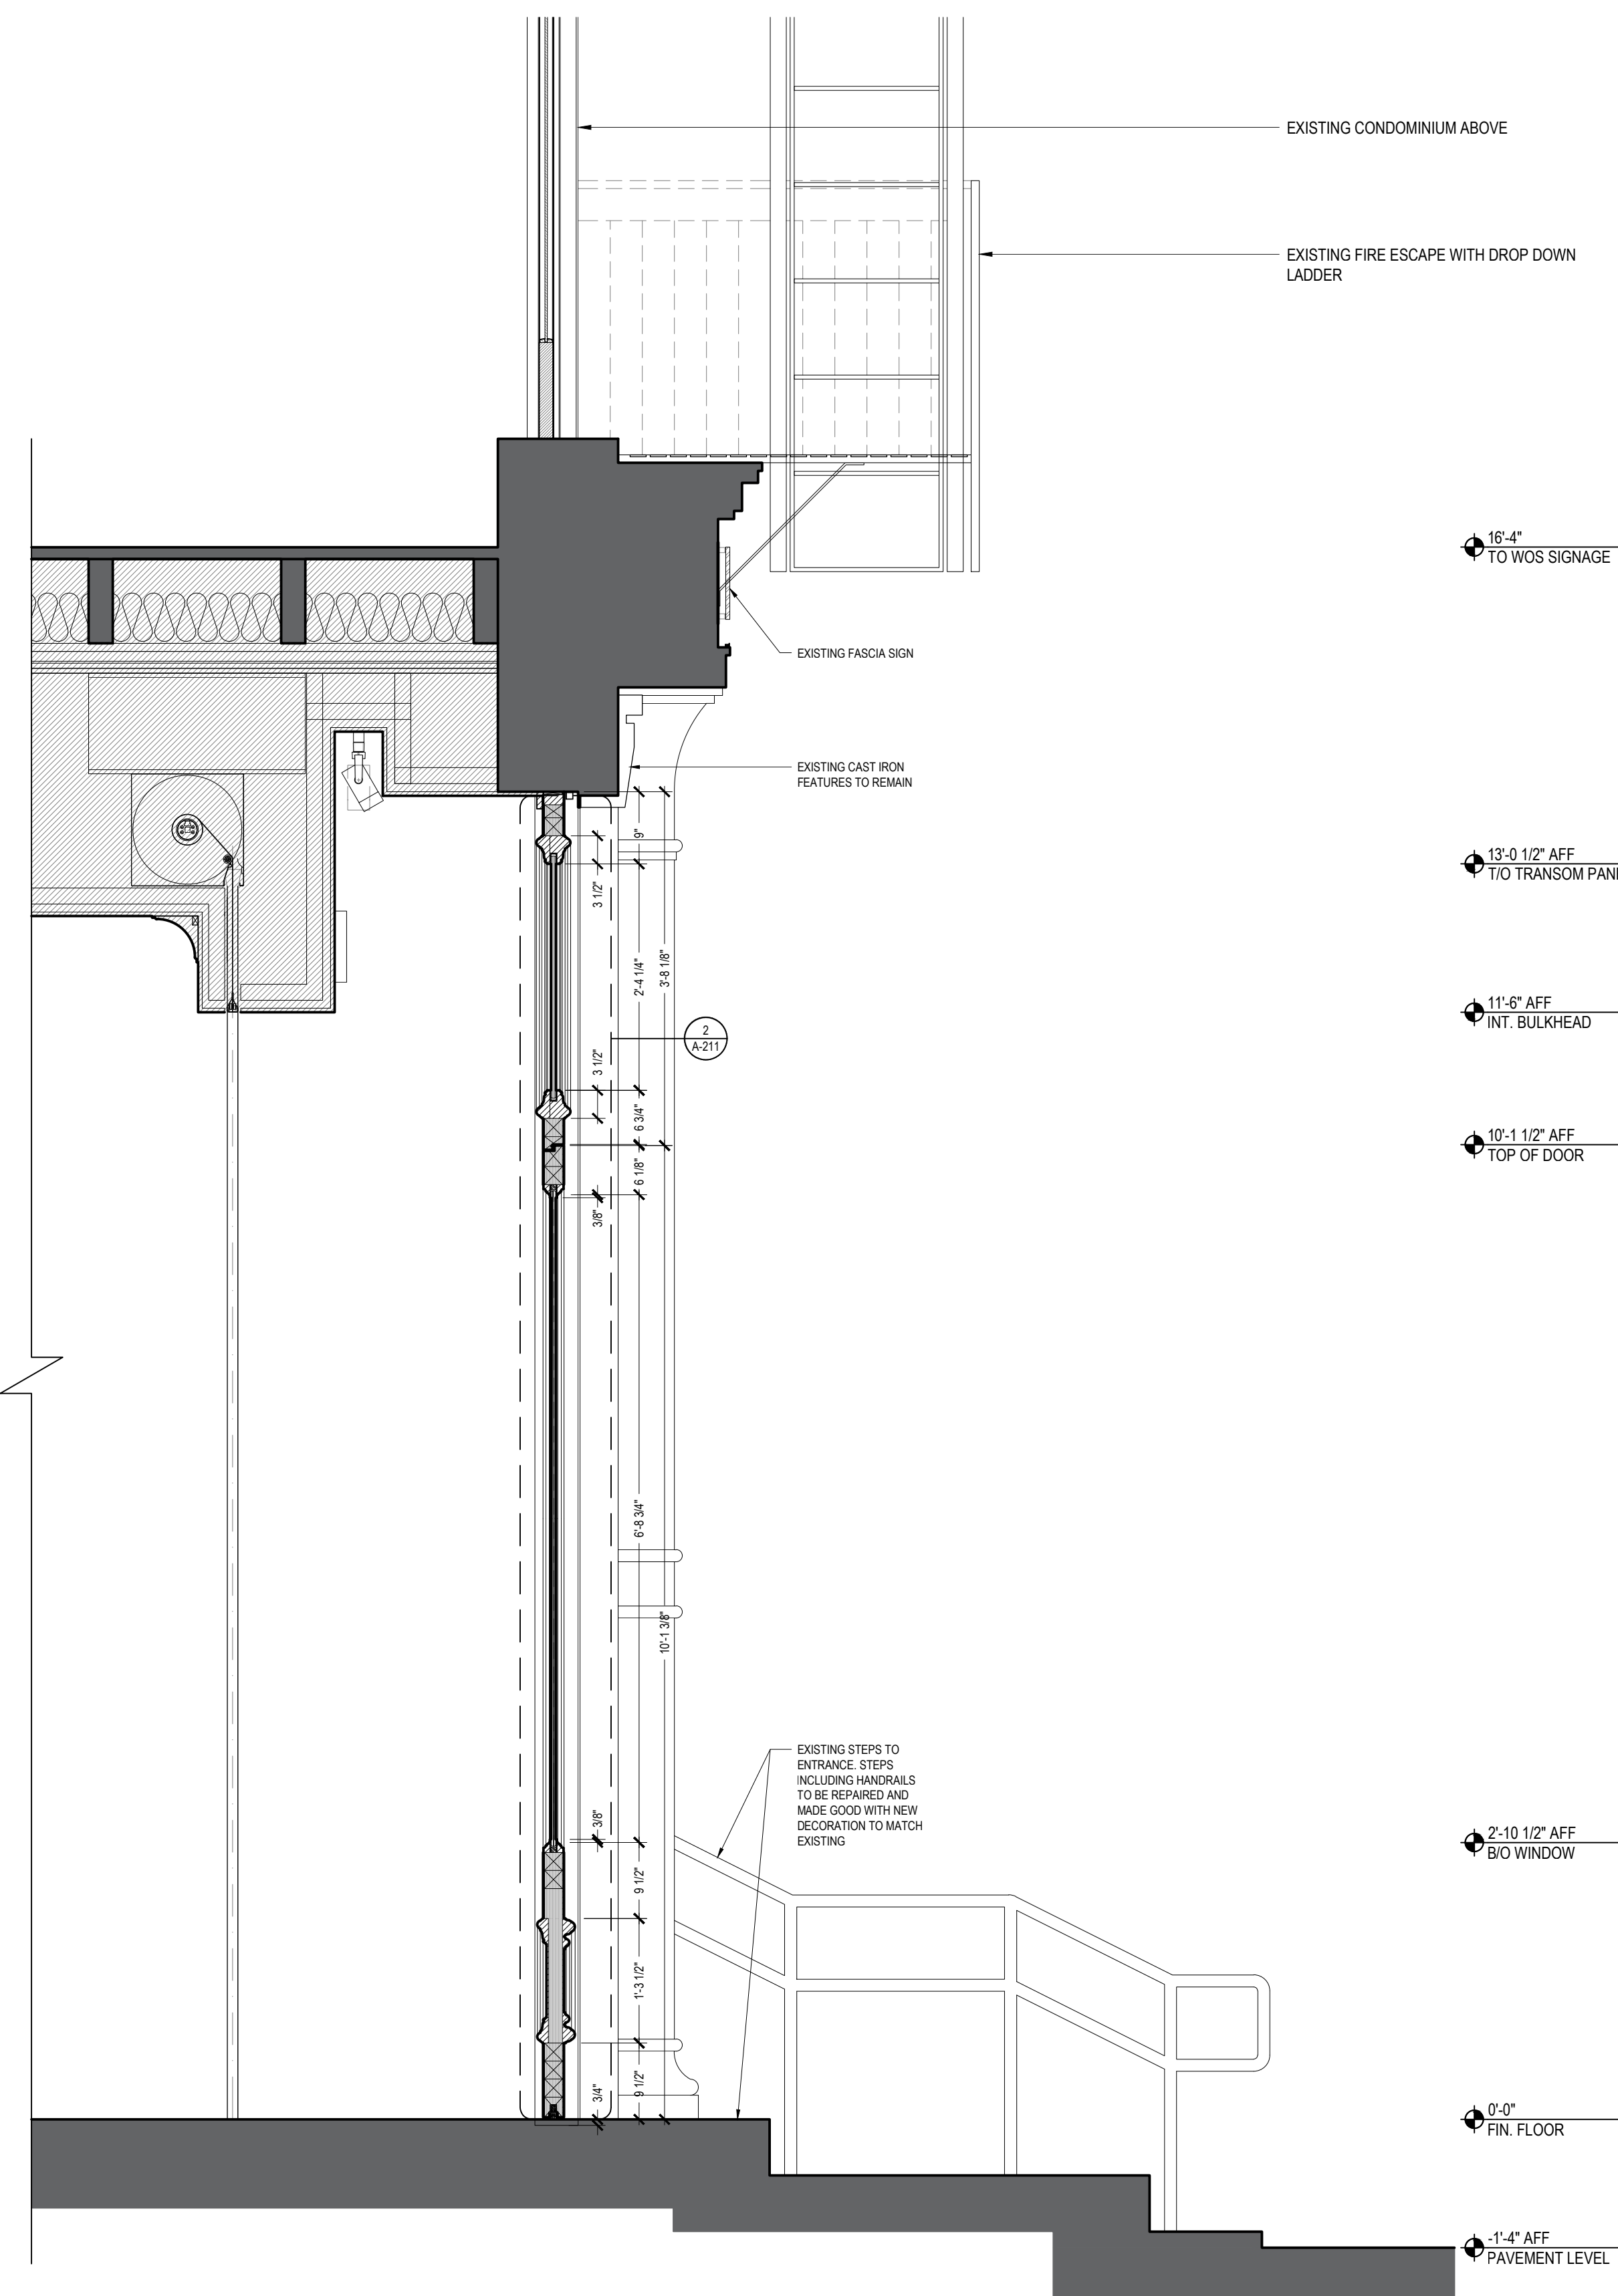 EXISTING CONDOMINIUM ABOVE
EXISTING FIRE ESCAPE WITH DROP DOWN
LADDER
16'-4"
TO WOS SIGNAGE
EXISTING FASCIA SIGN
EXISTING CAST IRON
FEATURES TO REMAIN
9"
3 1/2"
13'-0 1/2" AFF
T/O TRANSOM PAN
2'-4 1/4"
3'-8 1/8"
11'-6" AFF
INT. BULKHEAD
2
A-211
3 1/2"
6 3/4"
10'-1 1/2" AFF
TOP OF DOOR
6 1/8"
3/8"
6'-8 3/4"
10'-1 3/8"
EXISTING STEPS TO
ENTRANCE. STEPS
INCLUDING HANDRAILS
TO BE REPAIRED AND
MADE GOOD WITH NEW
DECORATION TO MATCH
EXISTING
3/8"
2'-10 1/2" AFF
B/O WINDOW
9 1/2"
1'-3 1/2"
9 1/2"
3/4"
0'-0"
FIN. FLOOR
-1'-4" AFF
PAVEMENT LEVEL